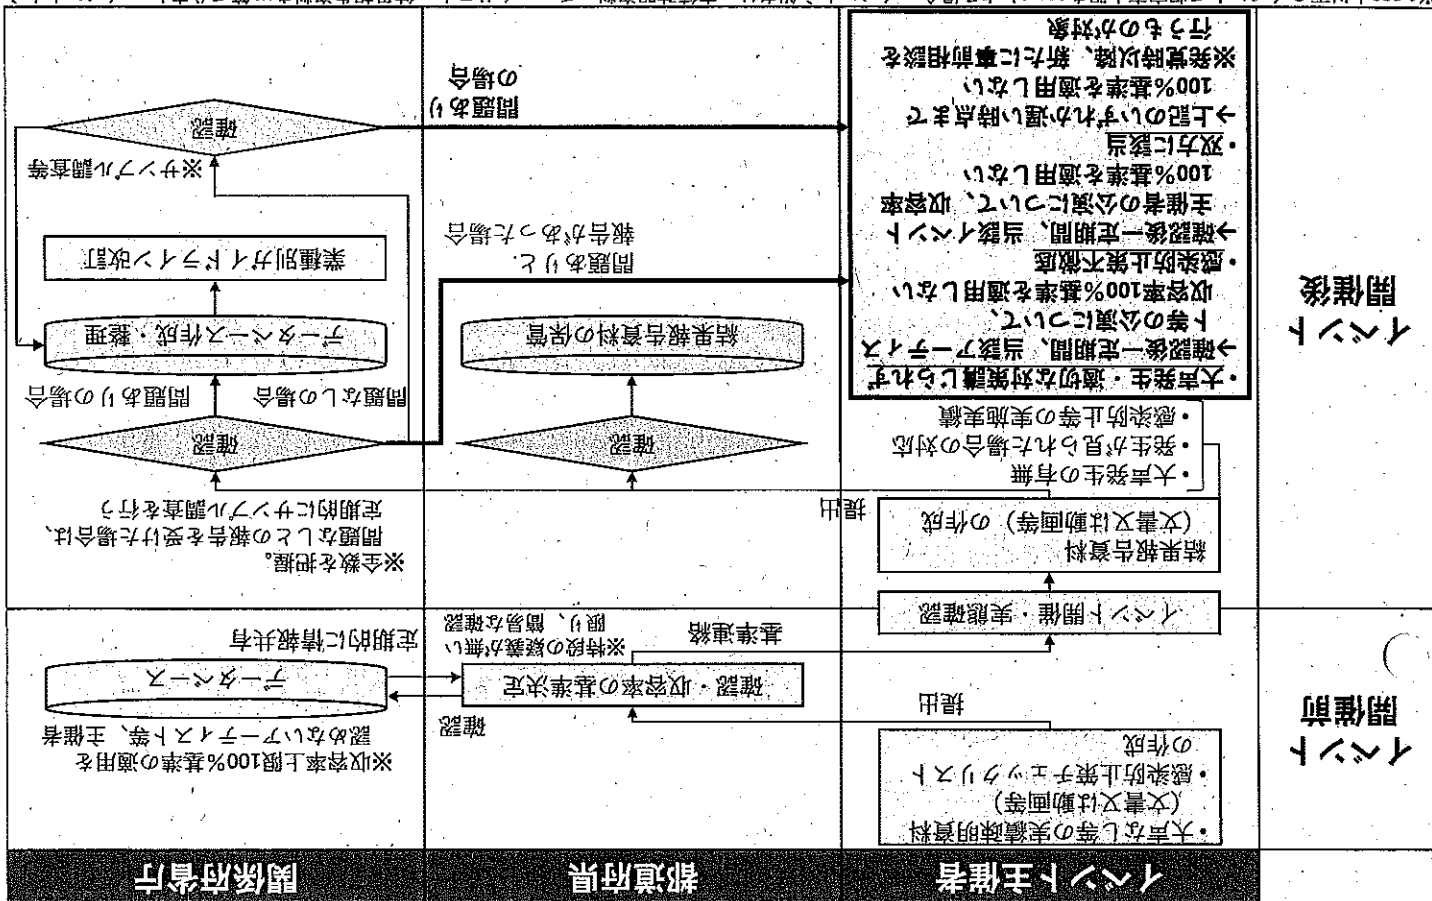 イベント主催者
都道府県
関係府省庁
イベント
開催前
・大声なし等の実績疎明資料
(文書又は動画等)
・感染防止策チェックリスト
の作成
提出
確認・収容率の基準決定
※特段の疑義が無い
限り、簡易な確認
確認
基準連絡
※収容率上限100%基準の適用を
認めないアーティスト等、主催者
データベース
定期的に情報共有
イベント開催・実態確認
イベント
開催後
結果報告資料
(文書又は動画等)の作成
提出
・大声発生の有無
・発生が見られた場合の対応
・感染防止等の実施実績
※全数を把握。
問題なしとの報告を受けた場合は、
定期的にサンプル調査を行う
確認
結果報告資料の保管
確認
問題なしの場合
問題ありの場合
データベース作成・整理
業種別ガイドライン改訂
※サンプル調査等
確認
問題ありと
報告があった場合
問題あり
の場合
・大声発生・適切な対策講じられず
→確認後一定期間、当該アーティス
ト等の公演について、
収容率100%基準を適用しない
・感染防止策不徹底
→確認後一定期間、当該イベント
主催者の公演について、収容率
100%基準を適用しない
・双方に該当
→上記のいずれか遅い時点まで
100%基準を適用しない
※発覚時以降、新たに事前相談を
行うものが対象